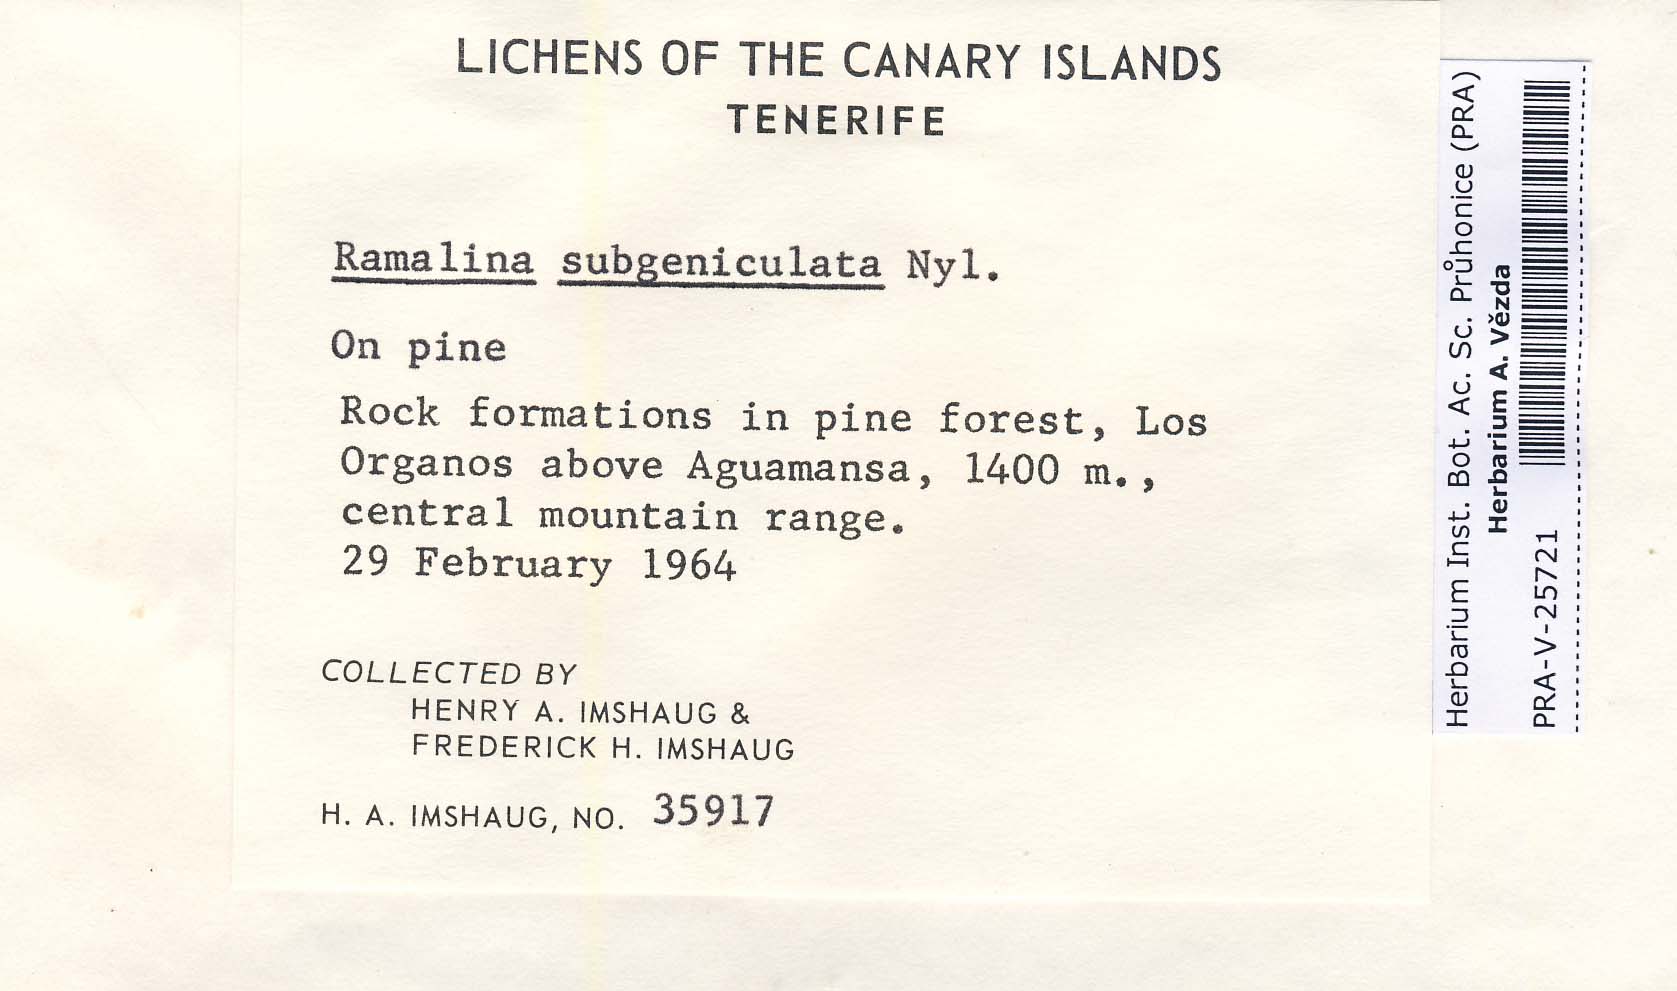 LICHENS OF THE CANARY ISLANDS
TENERIFE
Ramalina subgeniculata Nyl.
On pine
Rock formations in pine forest, Los
Organos above Aguamansa, 1400 m.,
central mountain range.
29 February 1964
COLLECTED BY
HENRY A. IMSHAUG &
FREDERICK H. IMSHAUG
H. A. IMSHAUG, NO. 35917
Herbarium Inst. Bot. Ac. Sc. Průhonice (PRA)
Herbarium A. Vězda
PRA-V-25721